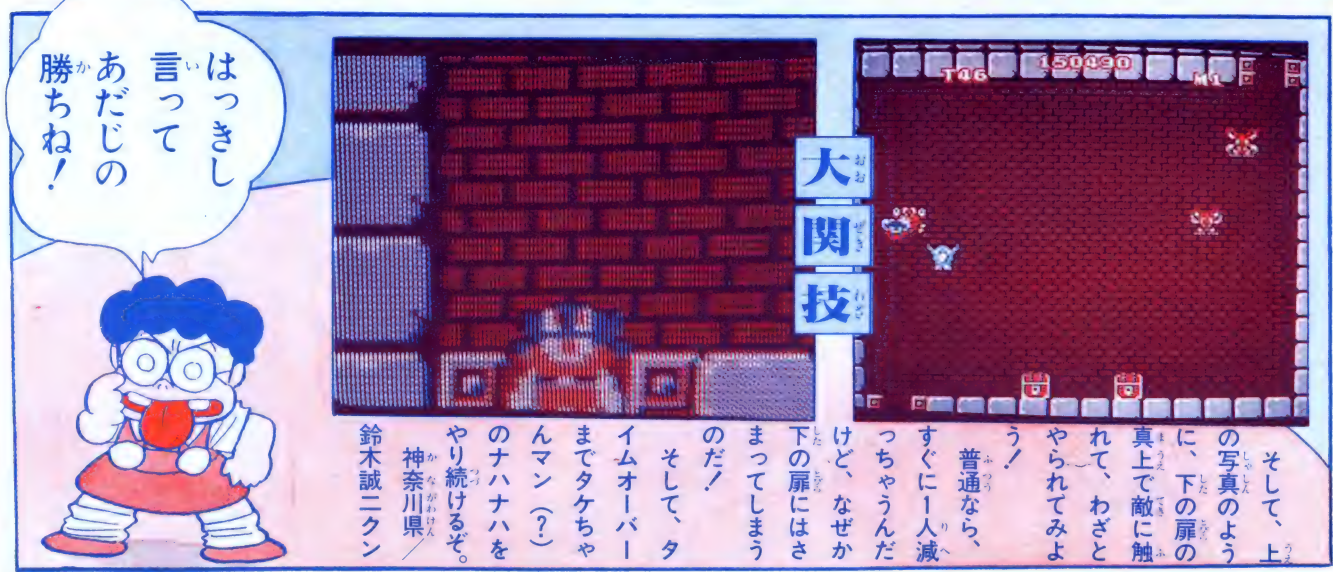 T46
150490
M1
大関技
おおぜきわざ
そして、上
の写真のよう
に、下の扉の
真上で敵に触
れて、わざと
やられてみよ
う！
普通なら、
すぐに1人減
っちゃうんだ
けど、なぜか
下の扉にはさ
まってしまう
のだ！
そして、タ
イムオーバー
までタケちゃ
んマン（？）
のナハナハを
やり続けるぞ。
神奈川県／
鈴木誠二クン
はっきし
言って
あだじの
勝ちね！